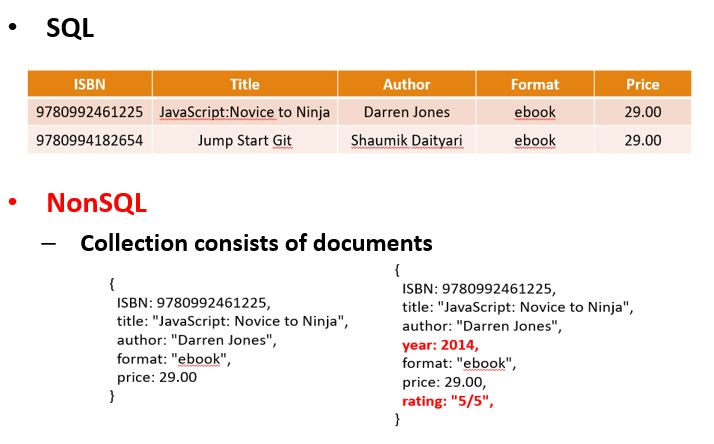 • SQL
ISBN Title Author Format Price
9780992461225 JavaScript:Novice to Ninja Darren Jones ebook 29.00
9780994182654 Jump Start Git Shaumik Daityari ebook 29.00
• NonSQL
– Collection consists of documents
{
ISBN: 9780992461225,
title: "JavaScript: Novice to Ninja",
author: "Darren Jones",
format: "ebook",
price: 29.00
}
{
ISBN: 9780992461225,
title: "JavaScript: Novice to Ninja",
author: "Darren Jones",
year: 2014,
format: "ebook",
price: 29.00,
rating: "5/5",
}